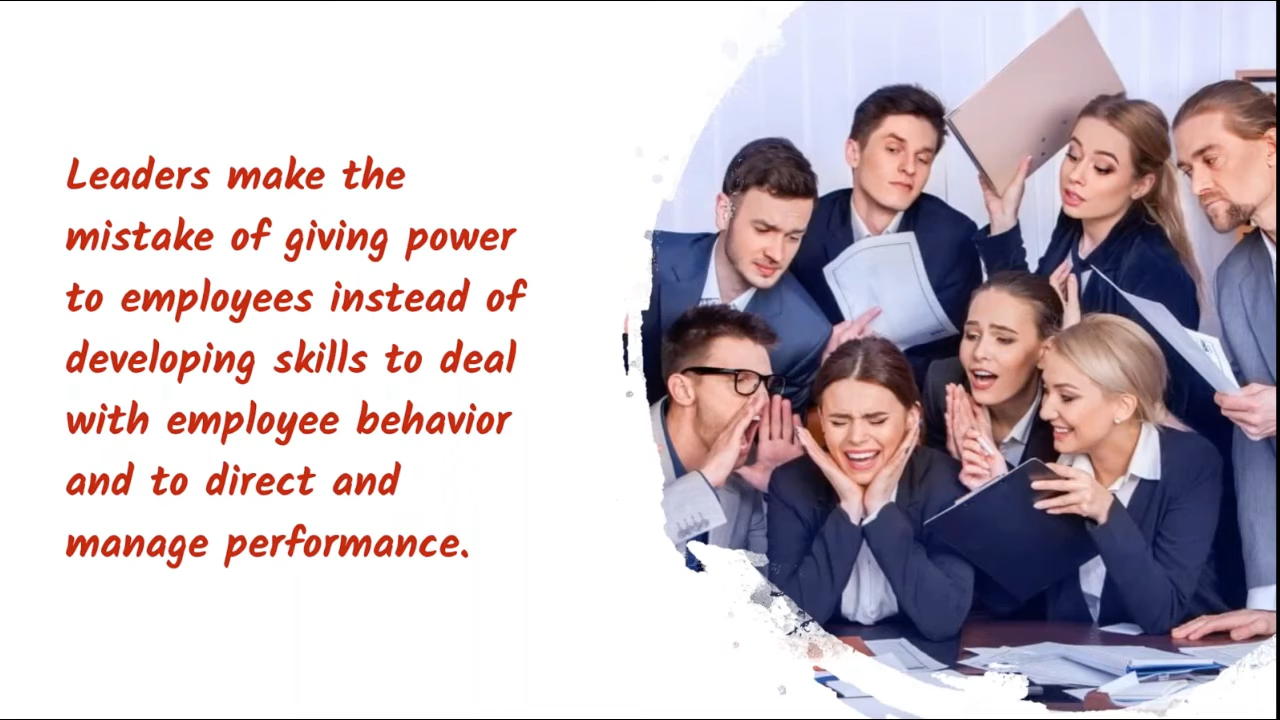 Leaders make the
mistake of giving power
to employees instead of
developing skills to deal
with employee behavior
and to direct and
manage performance.